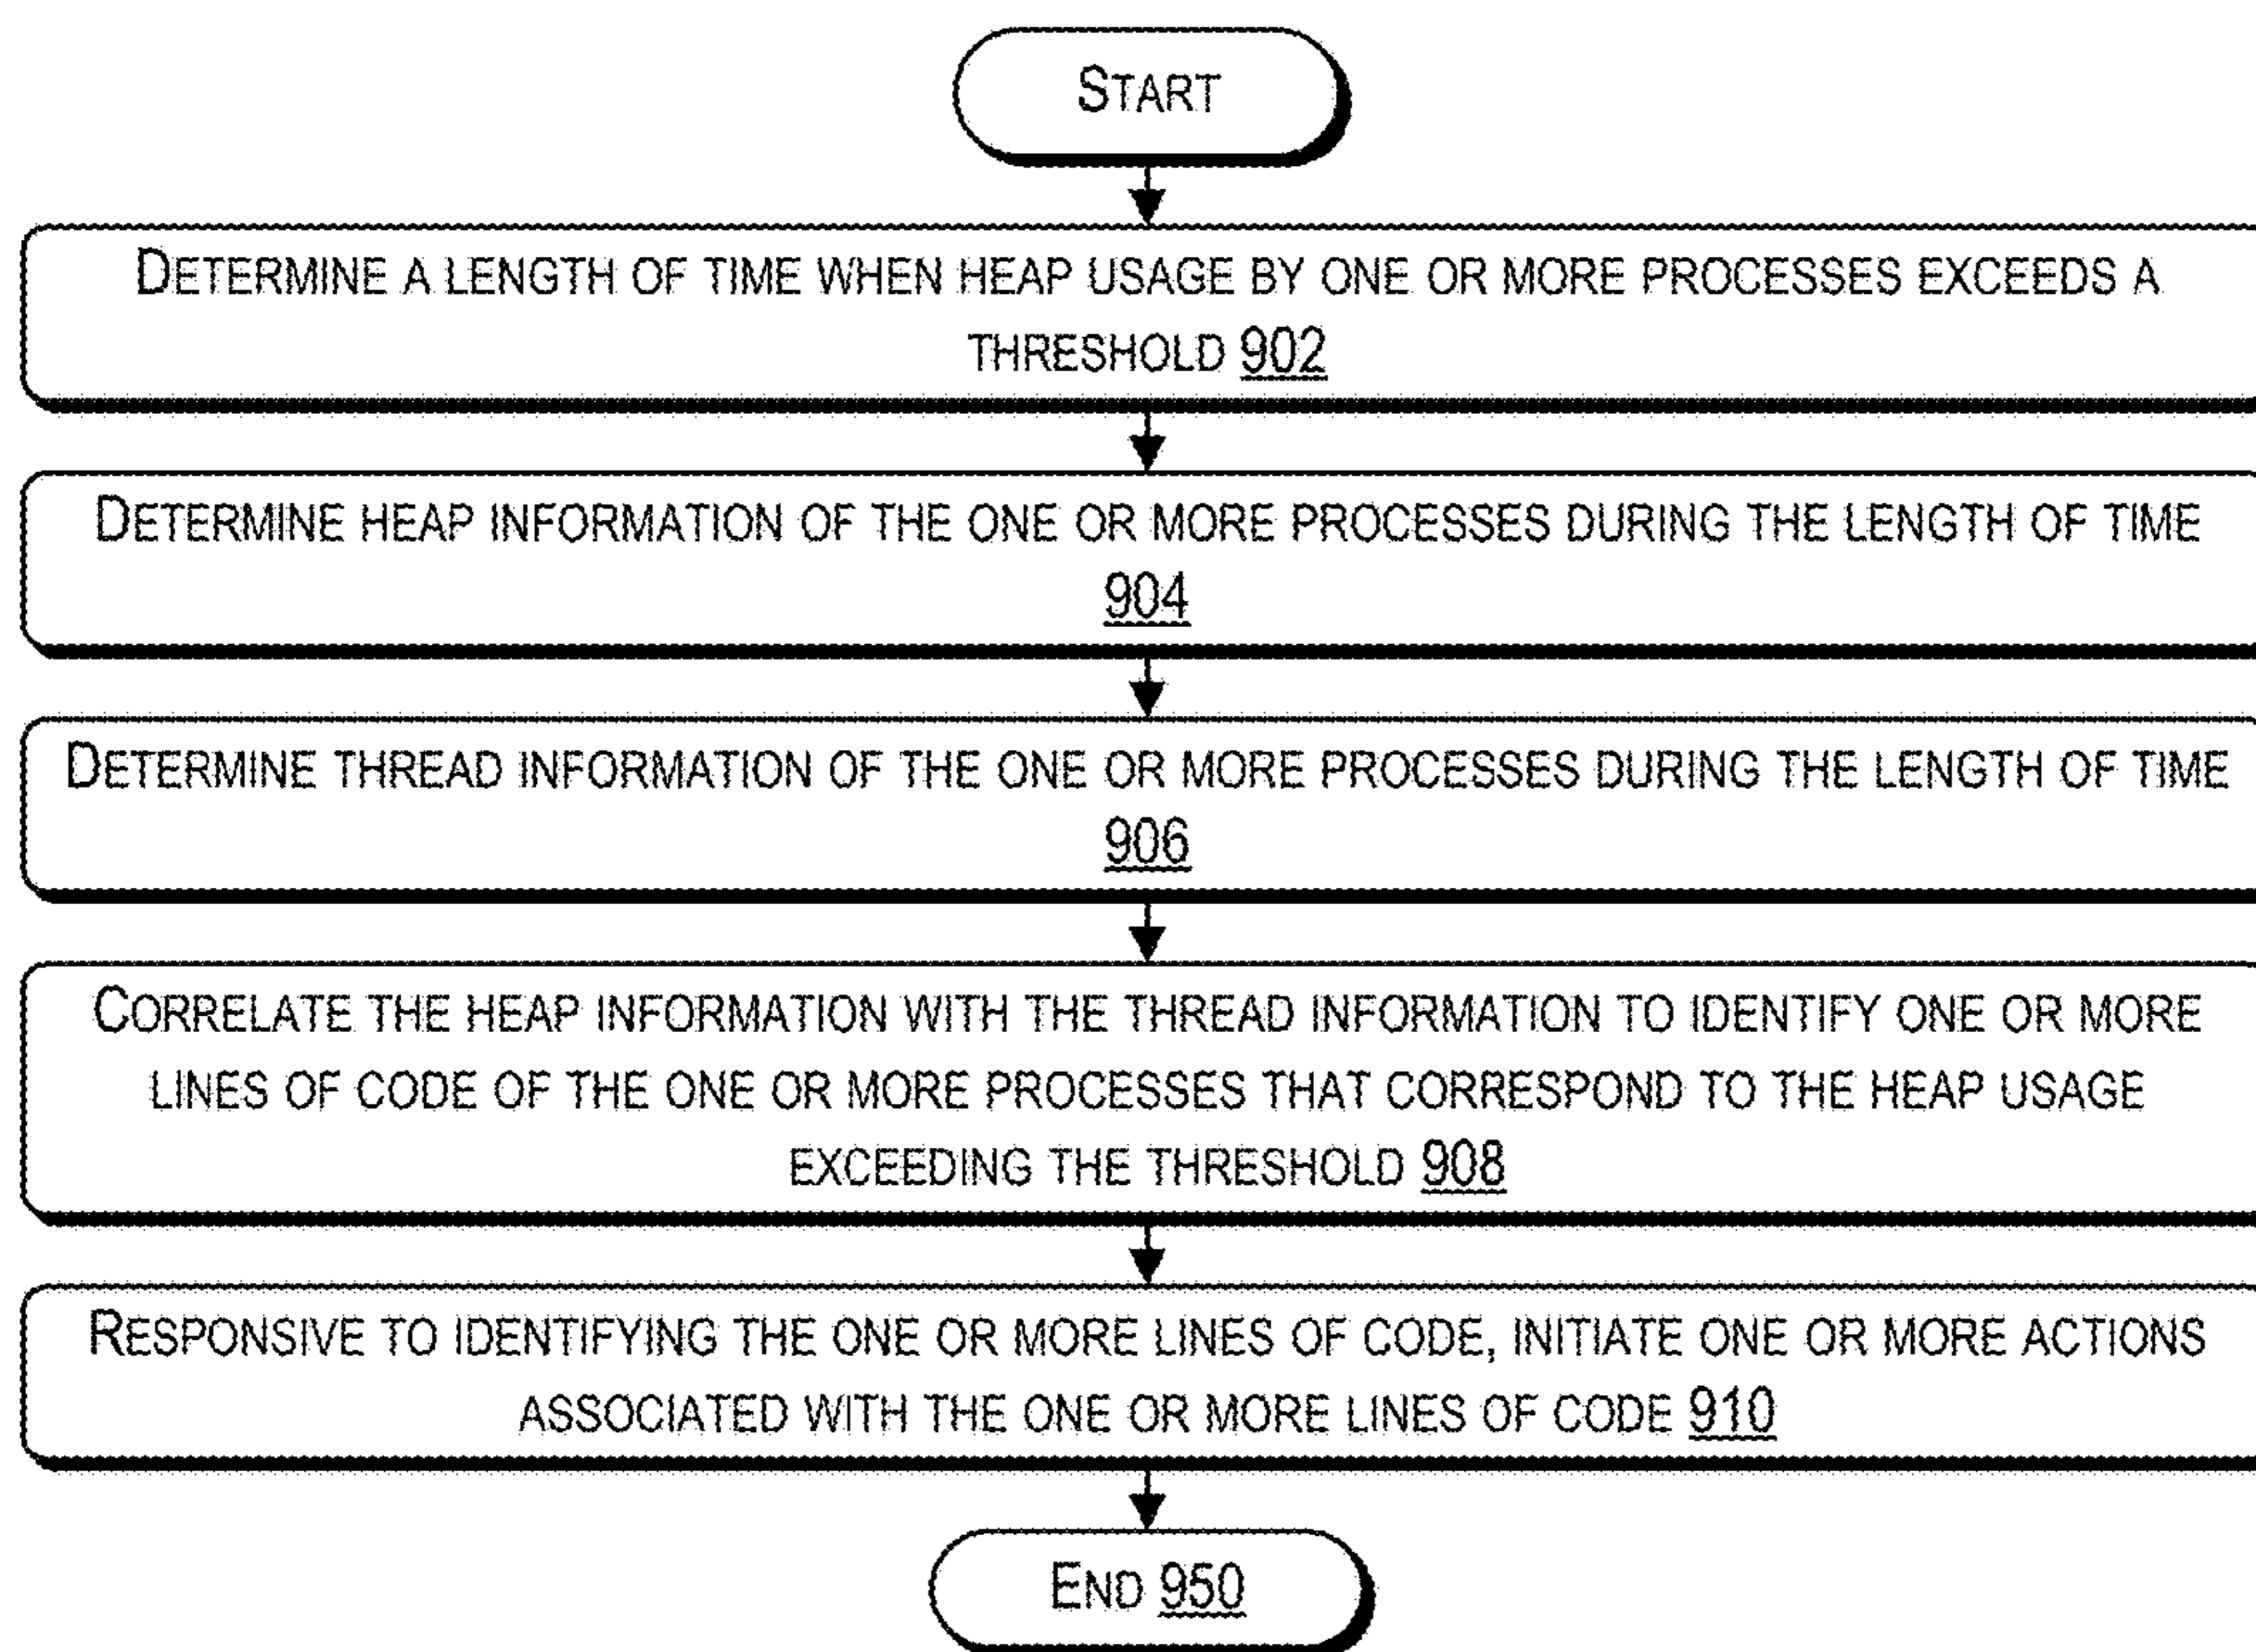 START
DETERMINE A LENGTH OF TIME WHEN HEAP USAGE BY ONE OR MORE PROCESSES EXCEEDS A
THRESHOLD 902
DETERMINE HEAP INFORMATION OF THE ONE OR MORE PROCESSES DURING THE LENGTH OF TIME
904
DETERMINE THREAD INFORMATION OF THE ONE OR MORE PROCESSES DURING THE LENGTH OF TIME
906
CORRELATE THE HEAP INFORMATION WITH THE THREAD INFORMATION TO IDENTIFY ONE OR MORE
LINES OF CODE OF THE ONE OR MORE PROCESSES THAT CORRESPOND TO THE HEAP USAGE
EXCEEDING THE THRESHOLD 908
RESPONSIVE TO IDENTIFYING THE ONE OR MORE LINES OF CODE, INITIATE ONE OR MORE ACTIONS
ASSOCIATED WITH THE ONE OR MORE LINES OF CODE 910
END 950